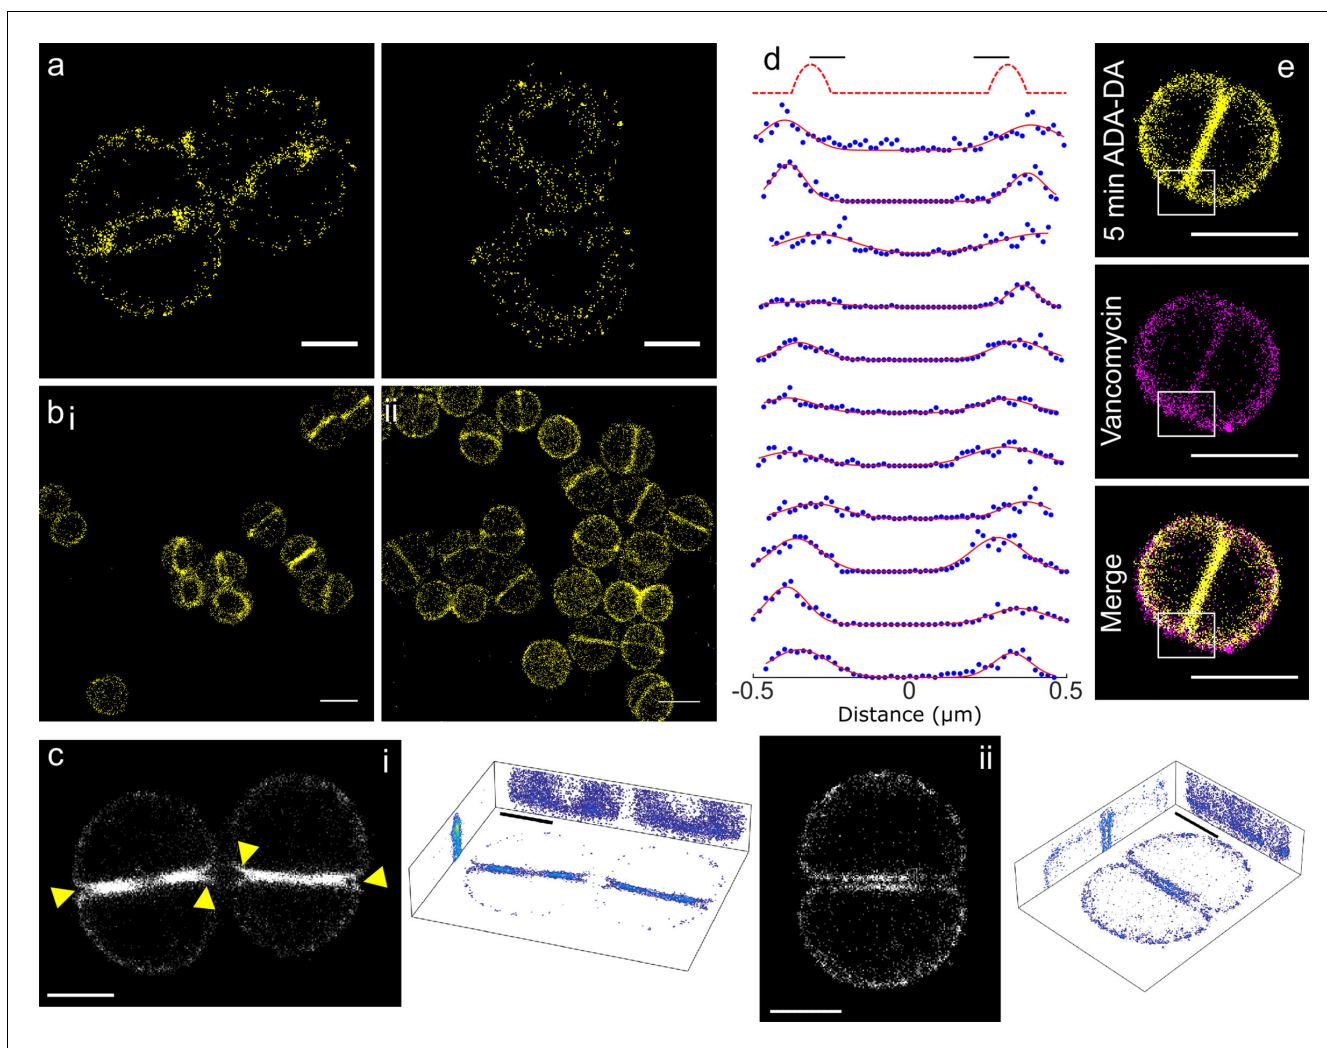 a
b i
ii
c i
ii
d
-0.5 0 0.5
Distance (µm)
e
5 min ADA-DA
Vancomycin
Merge